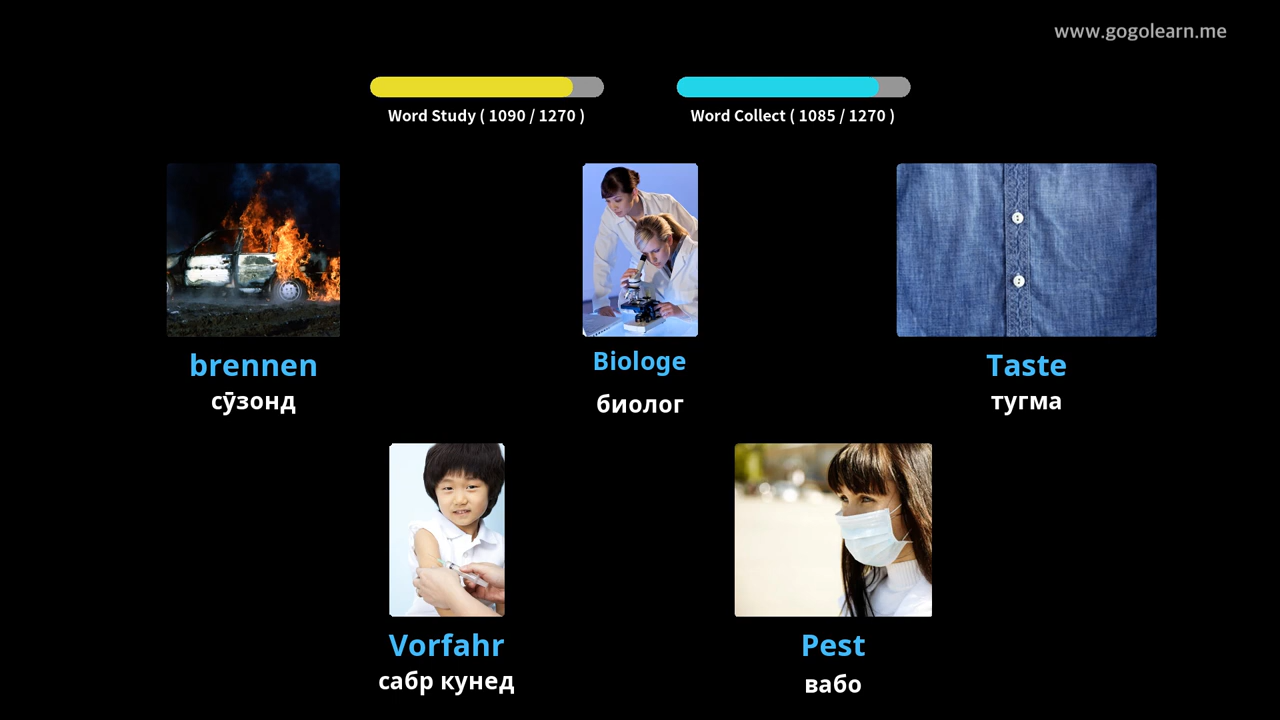 www.gogolearn.me
Word Study ( 1090 / 1270 )
Word Collect ( 1085 / 1270 )
brennen
сӯзонд
Biologe
биолог
Taste
тугма
Vorfahr
сабр кунед
Pest
вабо